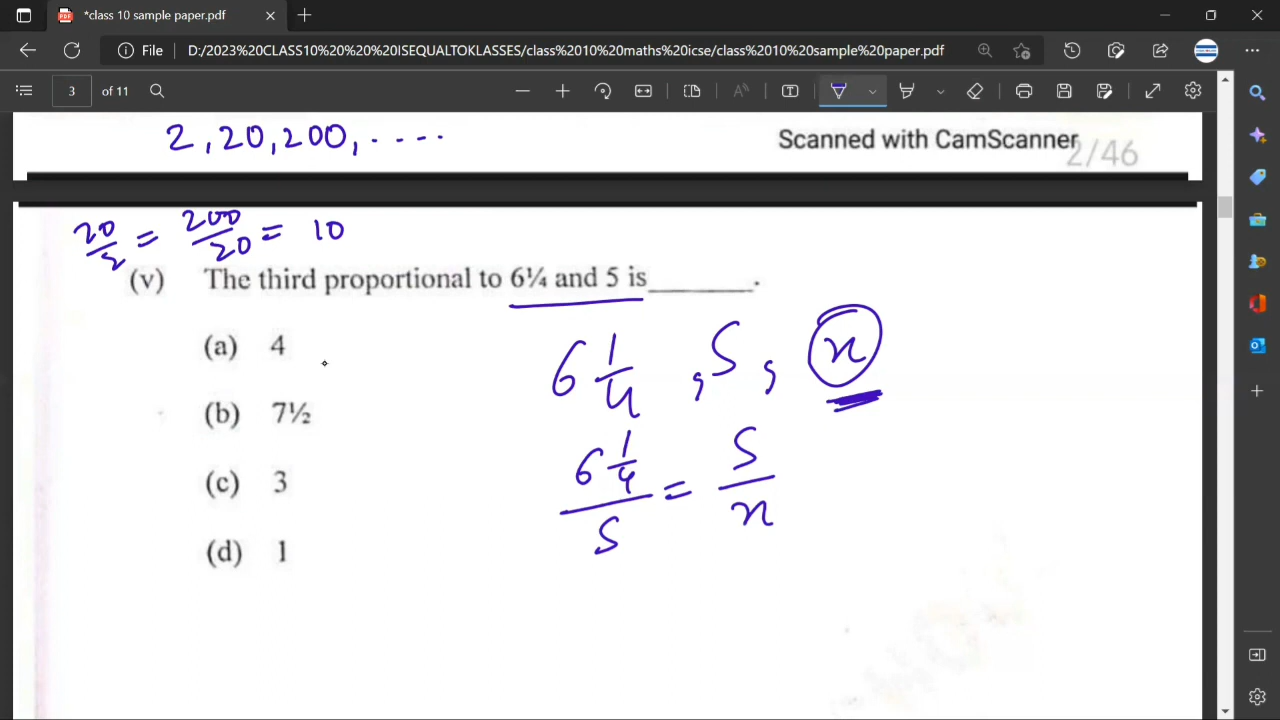 *class 10 sample paper.pdf
File D:/2023%20CLASS10%20%20%20ISEQUALTOKLASSES/class%2010%20maths%20icse/class%2010%20sample%20paper.pdf
3 of 11
2, 20, 200, . . . .
Scanned with CamScanner
2/46
20/2 = 200/20 = 10
(v) The third proportional to 6¼ and 5 is_______.
(a) 4
(b) 7½
(c) 3
(d) 1
6 1/4 , 5 , x
6 1/4 / 5 = 5 / x